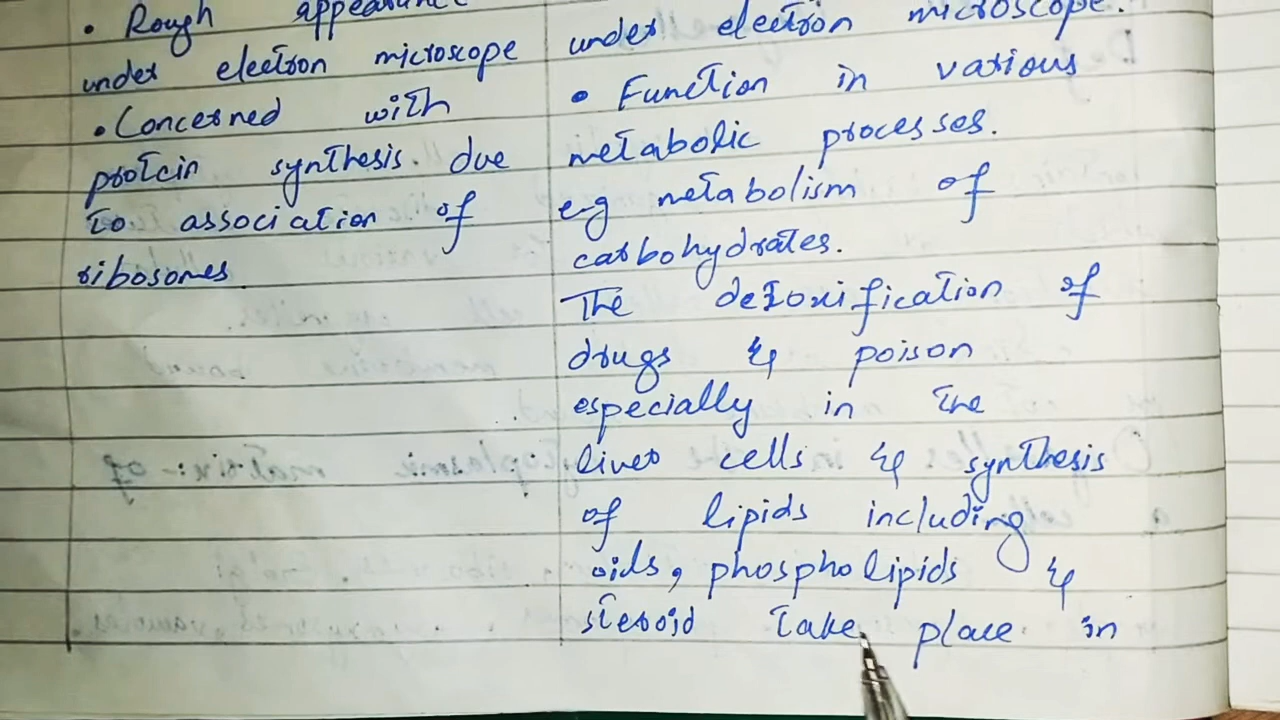 • Rough appearance
under electron microscope
• Concerned with
protein synthesis. due
to association of
ribosomes.
under electron microscope.
• Function in various
metabolic processes.
e.g metabolism of
carbohydrates.
The detoxification of
drugs & poison
especially in the
liver cells & synthesis
of lipids including
oids, phospholipids &
steroid take place in